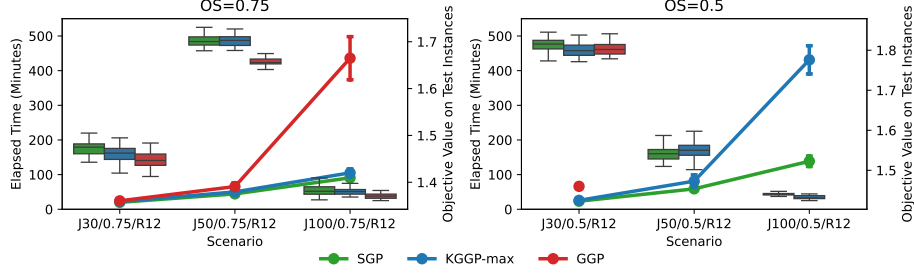 OS=0.75
Elapsed Time (Minutes)
500
400
300
200
100
0
1.7
1.6
1.5
1.4
Objective Value on Test Instances
J30/0.75/R12 J50/0.75/R12 J100/0.75/R12
Scenario
OS=0.5
Elapsed Time (Minutes)
500
400
300
200
100
0
1.8
1.7
1.6
1.5
Objective Value on Test Instances
J30/0.5/R12 J50/0.5/R12 J100/0.5/R12
Scenario
SGP KGGP-max GGP